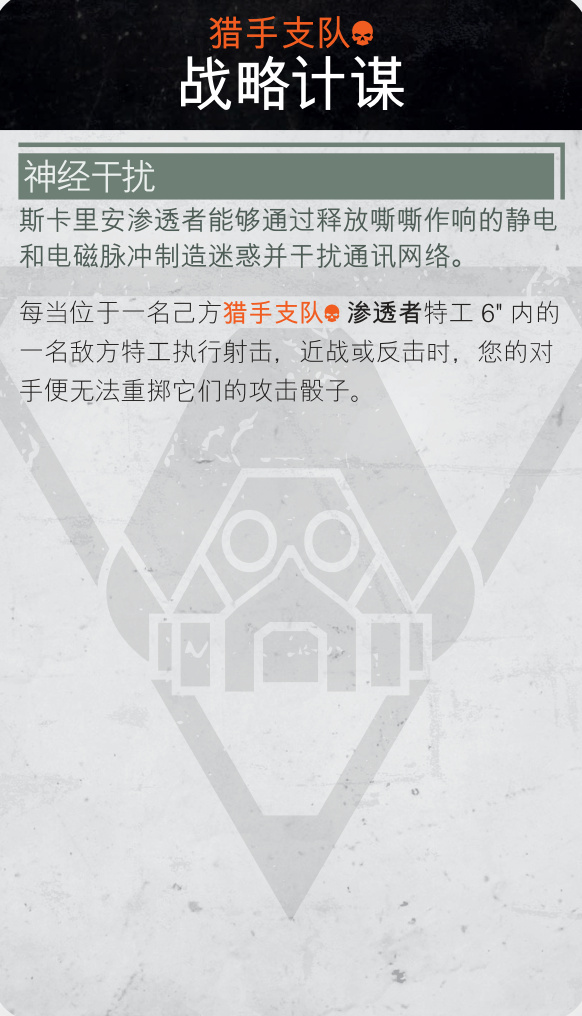 猎手支队
战略计谋
神经干扰
斯卡里安渗透者能够通过释放嘶嘶作响的静电
和电磁脉冲制造迷惑并干扰通讯网络。
每当位于一名己方猎手支队 渗透者特工 6" 内的
一名敌方特工执行射击，近战或反击时，您的对
手便无法重掷它们的攻击骰子。